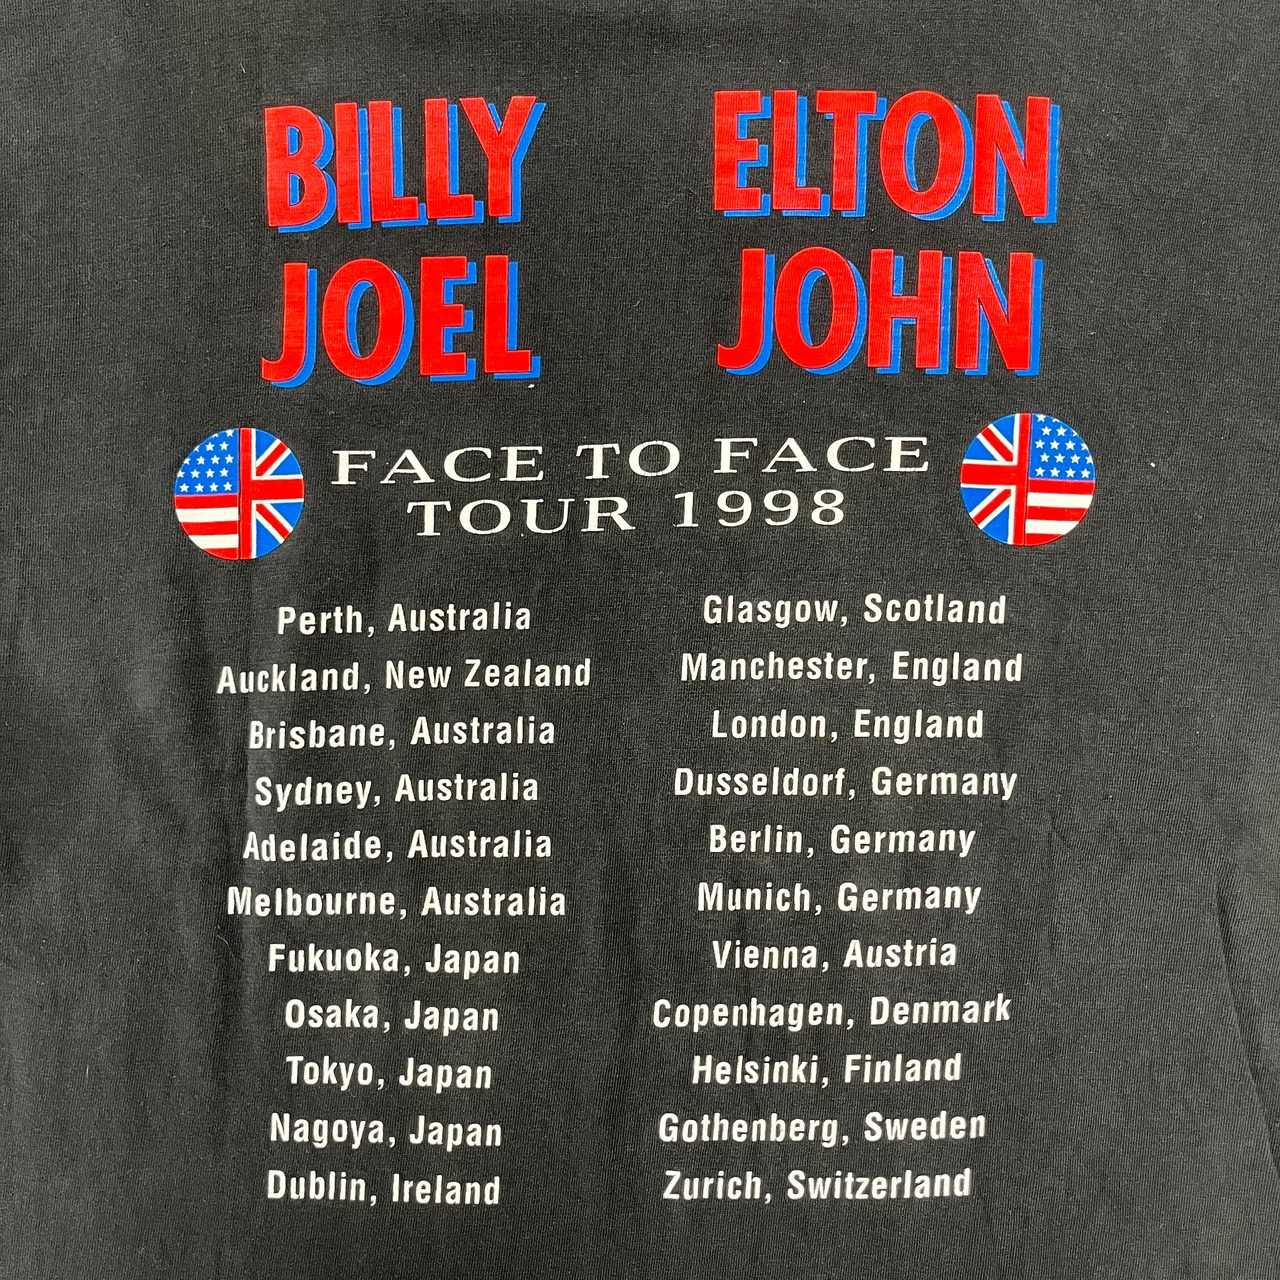 BILLY
JOEL
ELTON
JOHN
FACE TO FACE
TOUR 1998
Perth, Australia
Auckland, New Zealand
Brisbane, Australia
Sydney, Australia
Adelaide, Australia
Melbourne, Australia
Fukuoka, Japan
Osaka, Japan
Tokyo, Japan
Nagoya, Japan
Dublin, Ireland
Glasgow, Scotland
Manchester, England
London, England
Dusseldorf, Germany
Berlin, Germany
Munich, Germany
Vienna, Austria
Copenhagen, Denmark
Helsinki, Finland
Gothenberg, Sweden
Zurich, Switzerland